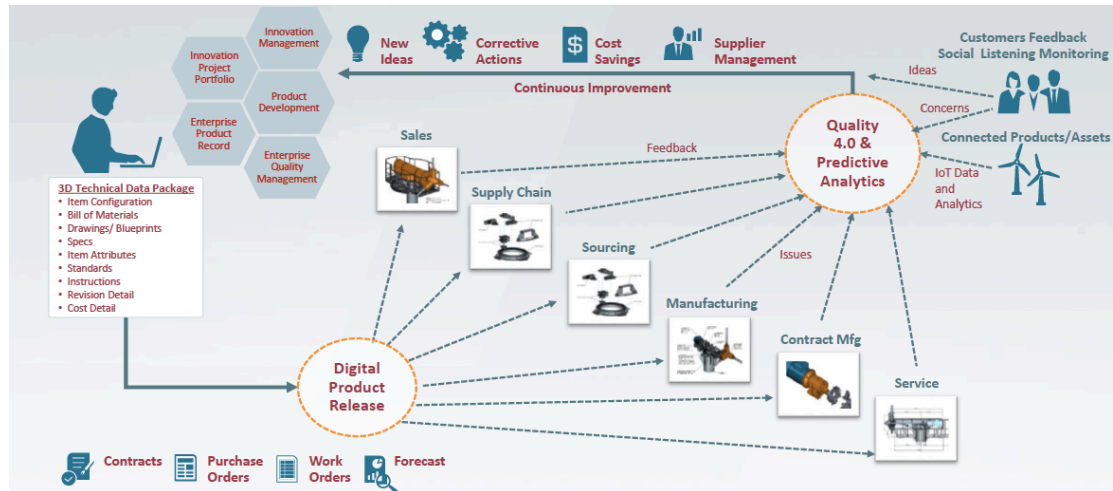 Innovation
Management
Innovation
Project
Portfolio
Product
Development
Enterprise
Product
Record
Enterprise
Quality
Management
New
Ideas
Corrective
Actions
Cost
Savings
Supplier
Management
Continuous Improvement
Customers Feedback
Social Listening Monitoring
Ideas
Concerns
Connected Products/Assets
IoT Data
and
Analytics
Quality
4.0 &
Predictive
Analytics
3D Technical Data Package
• Item Configuration
• Bill of Materials
• Drawings/ Blueprints
• Specs
• Item Attributes
• Standards
• Instructions
• Revision Detail
• Cost Detail
Sales
Feedback
Supply Chain
Sourcing
Issues
Manufacturing
Contract Mfg
Service
Digital
Product
Release
Contracts
Purchase
Orders
Work
Orders
Forecast